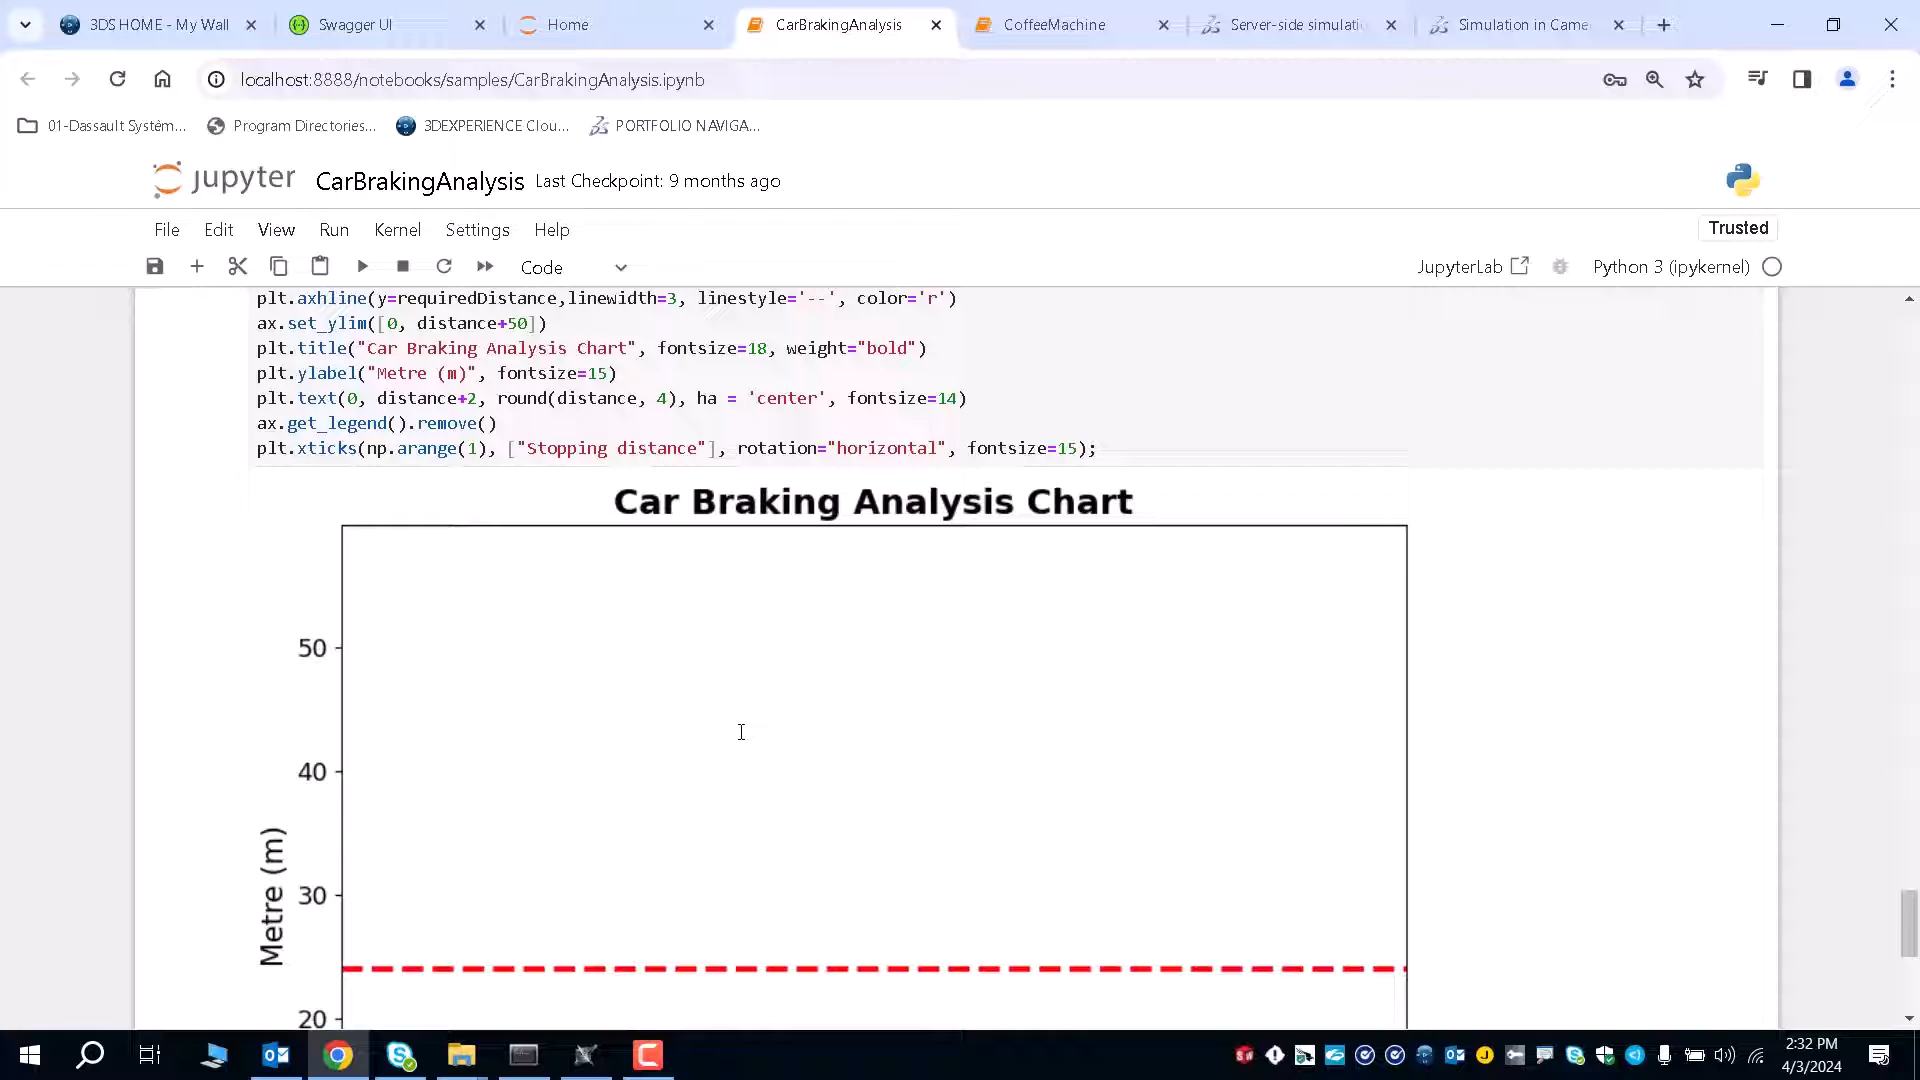 3DS HOME - My Wall
Swagger UI
Home
CarBrakingAnalysis
CoffeeMachine
Server-side simulati
Simulation in Came
localhost:8888/notebooks/samples/CarBrakingAnalysis.ipynb
01-Dassault Systèm...
Program Directories...
3DEXPERIENCE Clou...
PORTFOLIO NAVIGA...
jupyter CarBrakingAnalysis Last Checkpoint: 9 months ago
File Edit View Run Kernel Settings Help
Trusted
Code
JupyterLab
Python 3 (ipykernel)
plt.axhline(y=requiredDistance,linewidth=3, linestyle='--', color='r')
ax.set_ylim([0, distance+50])
plt.title("Car Braking Analysis Chart", fontsize=18, weight="bold")
plt.ylabel("Metre (m)", fontsize=15)
plt.text(0, distance+2, round(distance, 4), ha = 'center', fontsize=14)
ax.get_legend().remove()
plt.xticks(np.arange(1), ["Stopping distance"], rotation="horizontal", fontsize=15);
Car Braking Analysis Chart
50
40
Metre (m)
30
20
2:32 PM
4/3/2024